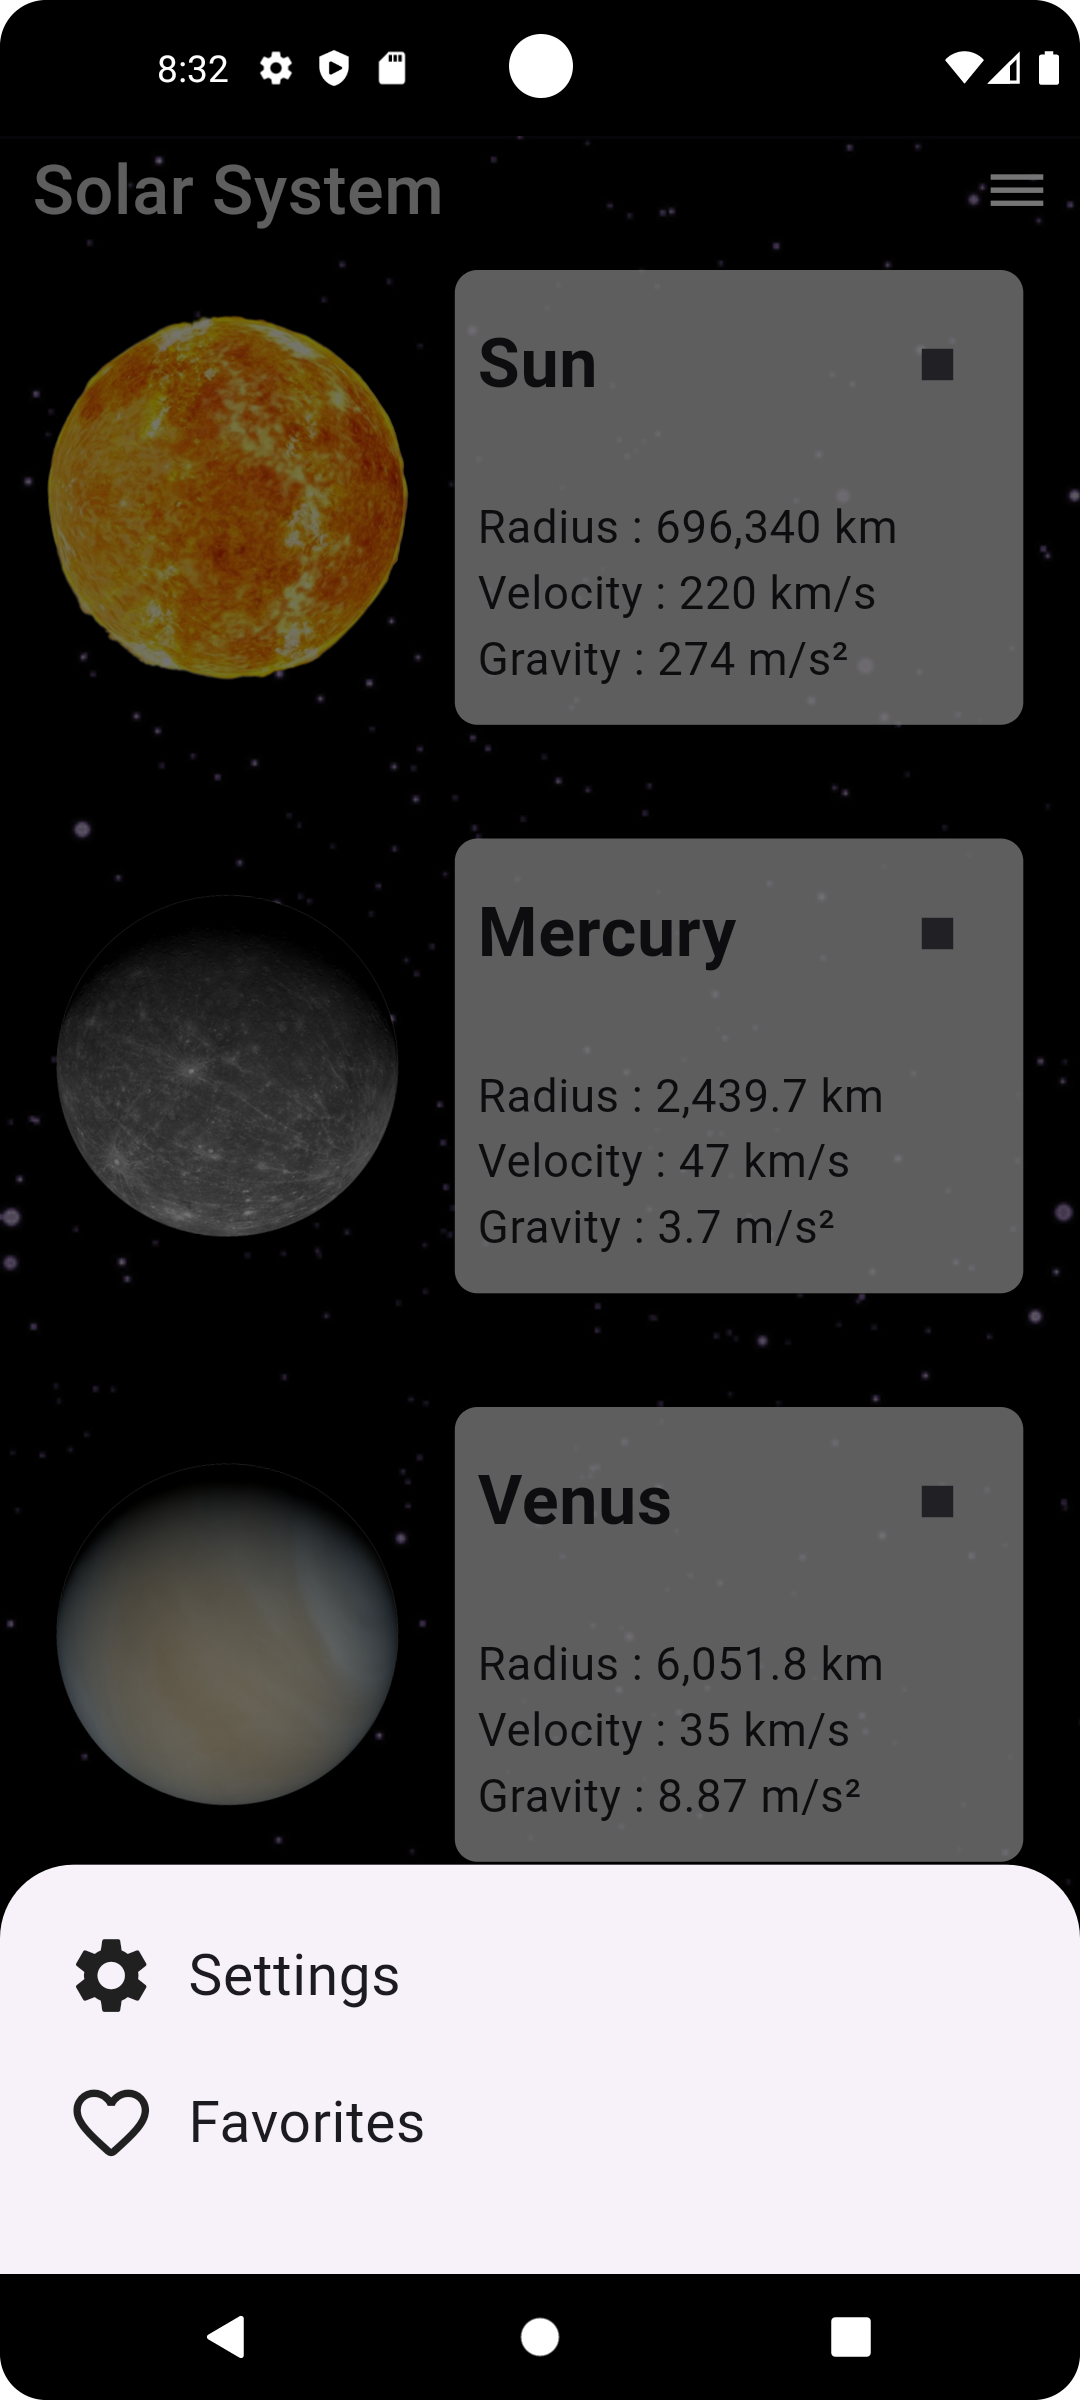 8:32
Solar System
Sun
Radius : 696,340 km
Velocity : 220 km/s
Gravity : 274 m/s²
Mercury
Radius : 2,439.7 km
Velocity : 47 km/s
Gravity : 3.7 m/s²
Venus
Radius : 6,051.8 km
Velocity : 35 km/s
Gravity : 8.87 m/s²
Settings
Favorites